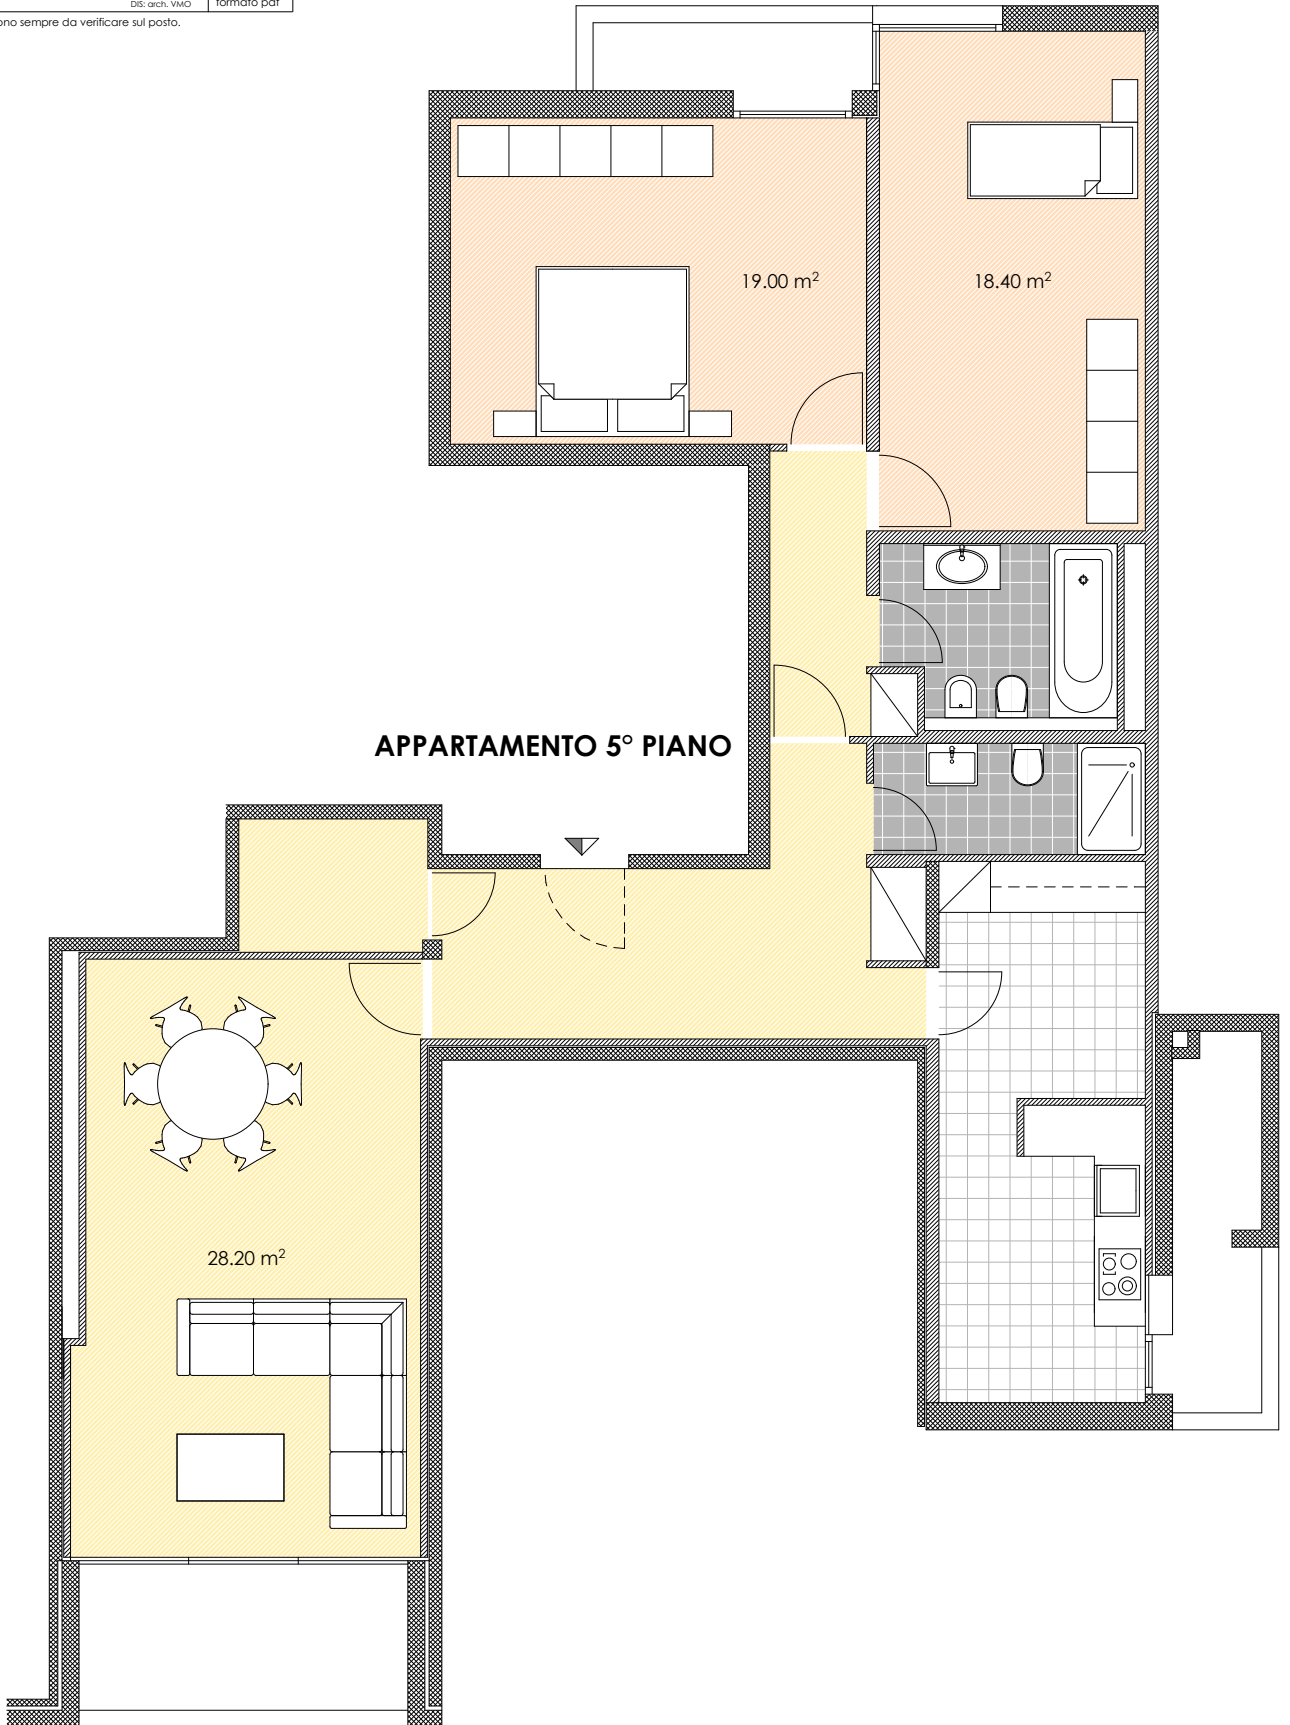 DIS: arch. VMO
formato pdf
ono sempre da verificare sul posto.
19.00 m²
18.40 m²
APPARTAMENTO 5° PIANO
28.20 m²